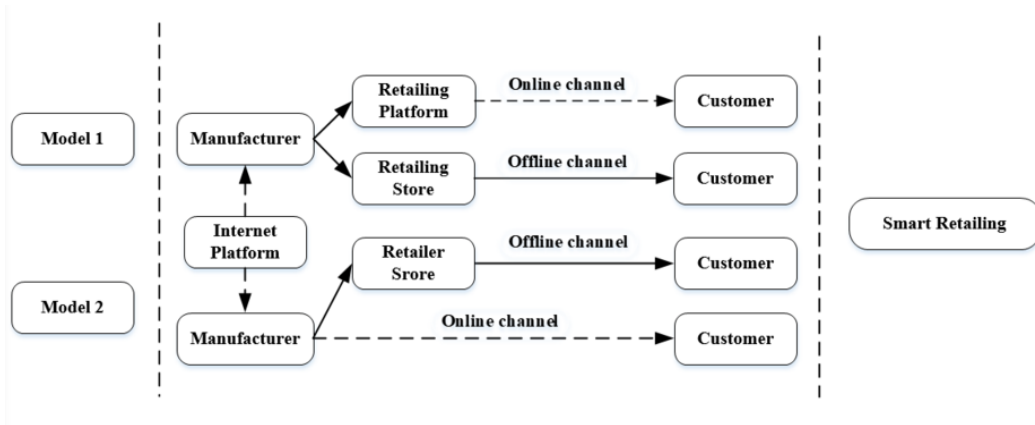 Model 1
Manufacturer
Retailing
Platform
Online channel
Customer
Retailing
Store
Offline channel
Customer
Internet
Platform
Model 2
Manufacturer
Retailer
Srore
Offline channel
Customer
Online channel
Customer
Smart Retailing